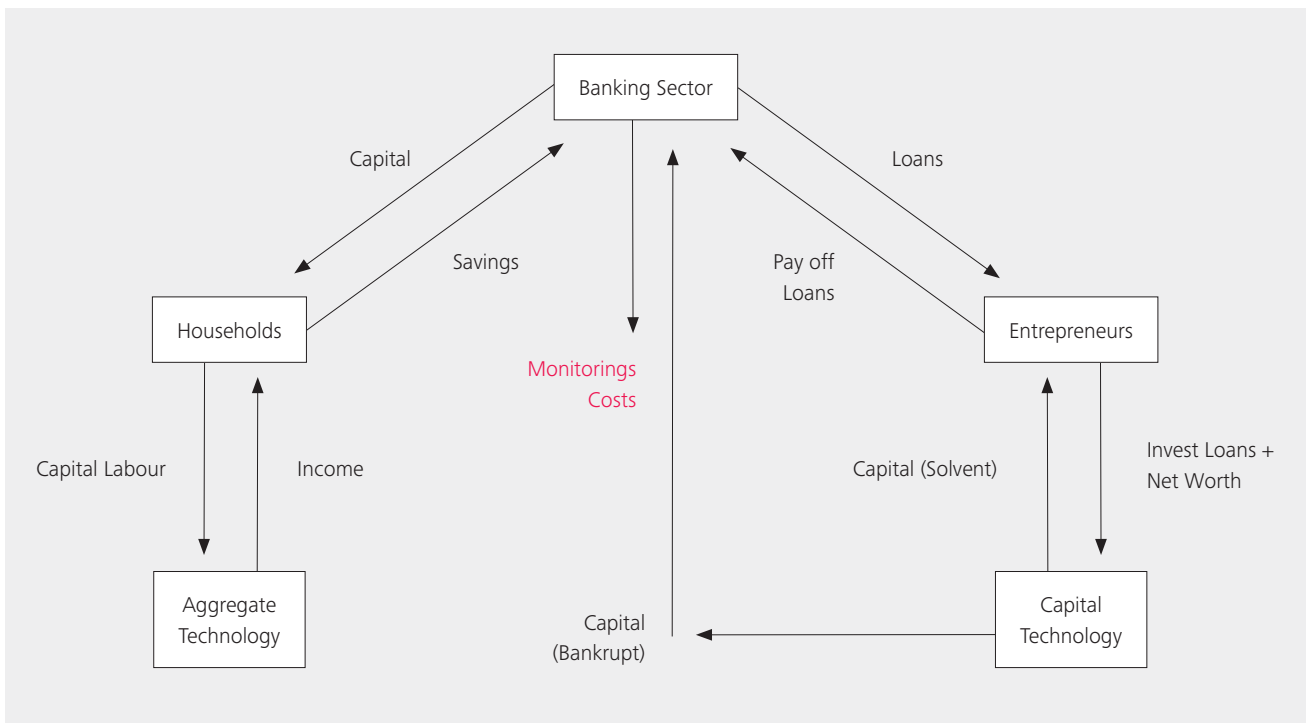 Banking Sector
Capital
Loans
Savings
Pay off
Loans
Households
Entrepreneurs
Monitorings
Costs
Capital Labour
Income
Capital (Solvent)
Invest Loans +
Net Worth
Aggregate
Technology
Capital
(Bankrupt)
Capital
Technology